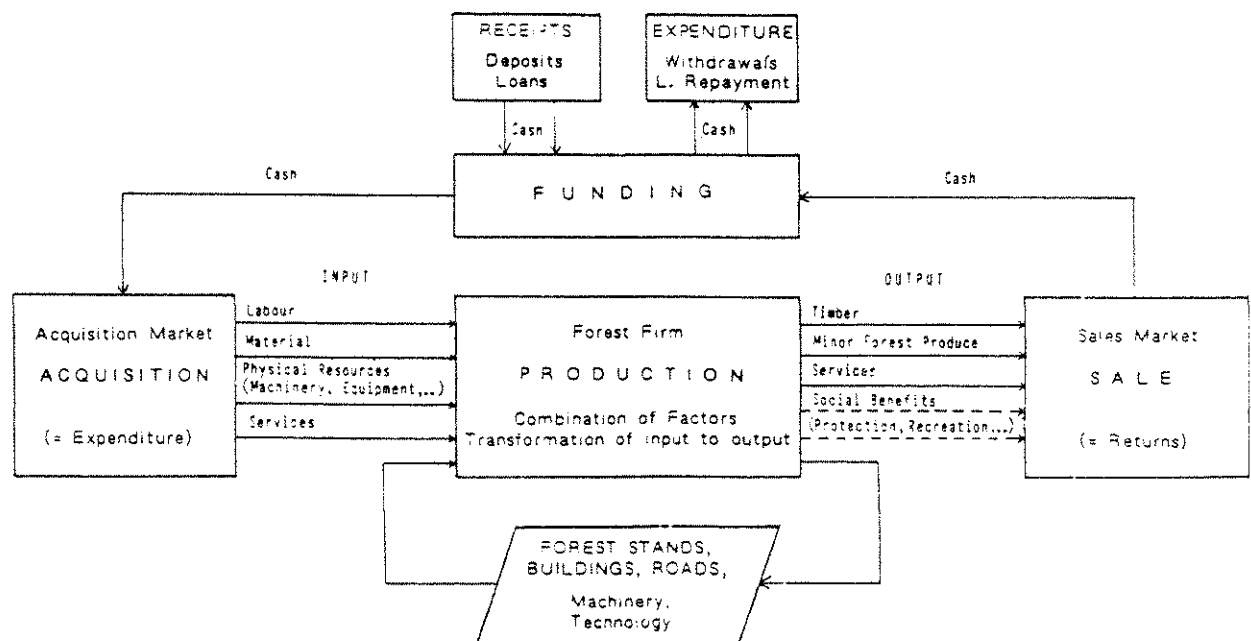 RECEIPTS
Deposits
Loans
EXPENDITURE
Withdrawals
L. Repayment
Cash
Cash
Cash
FUNDING
Cash
INPUT
OUTPUT
Acquisition Market
ACQUISITION
(= Expenditure)
Labour
Material
Physical Resources
(Machinery, Equipment,..)
Services
Forest Firm
PRODUCTION
Combination of Factors
Transformation of input to output
Timber
Minor Forest Produce
Services
Social Benefits
(Protection, Recreation,..)
Sales Market
SALE
(= Returns)
FOREST STANDS,
BUILDINGS, ROADS,
Machinery,
Technology